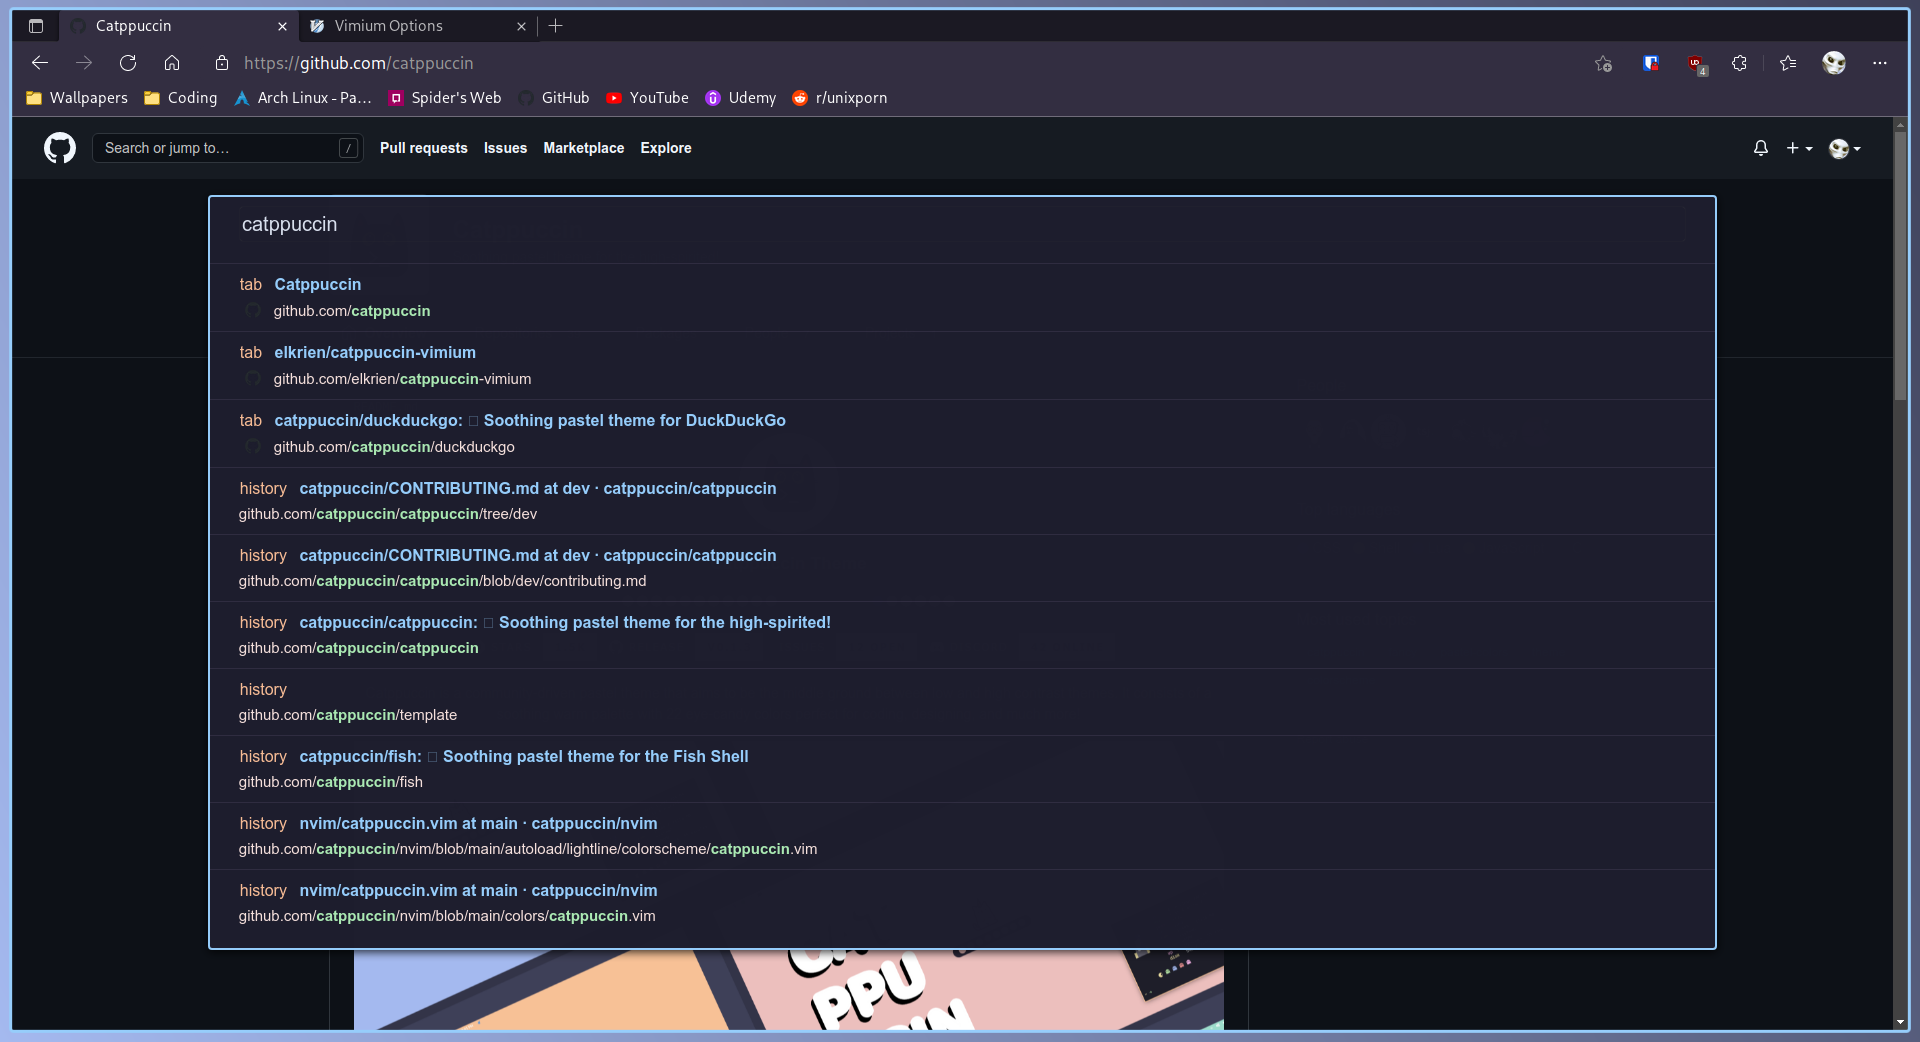 Catppuccin
Vimium Options
https://github.com/catppuccin
4
Wallpapers
Coding
Arch Linux - Pa...
Spider's Web
GitHub
YouTube
Udemy
r/unixporn
Search or jump to...
/
Pull requests
Issues
Marketplace
Explore
catppuccin
tab Catppuccin
github.com/catppuccin
tab elkrien/catppuccin-vimium
github.com/elkrien/catppuccin-vimium
tab catppuccin/duckduckgo: □ Soothing pastel theme for DuckDuckGo
github.com/catppuccin/duckduckgo
history catppuccin/CONTRIBUTING.md at dev · catppuccin/catppuccin
github.com/catppuccin/catppuccin/tree/dev
history catppuccin/CONTRIBUTING.md at dev · catppuccin/catppuccin
github.com/catppuccin/catppuccin/blob/dev/contributing.md
history catppuccin/catppuccin: □ Soothing pastel theme for the high-spirited!
github.com/catppuccin/catppuccin
history
github.com/catppuccin/template
history catppuccin/fish: □ Soothing pastel theme for the Fish Shell
github.com/catppuccin/fish
history nvim/catppuccin.vim at main · catppuccin/nvim
github.com/catppuccin/nvim/blob/main/autoload/lightline/colorscheme/catppuccin.vim
history nvim/catppuccin.vim at main · catppuccin/nvim
github.com/catppuccin/nvim/blob/main/colors/catppuccin.vim
PPU